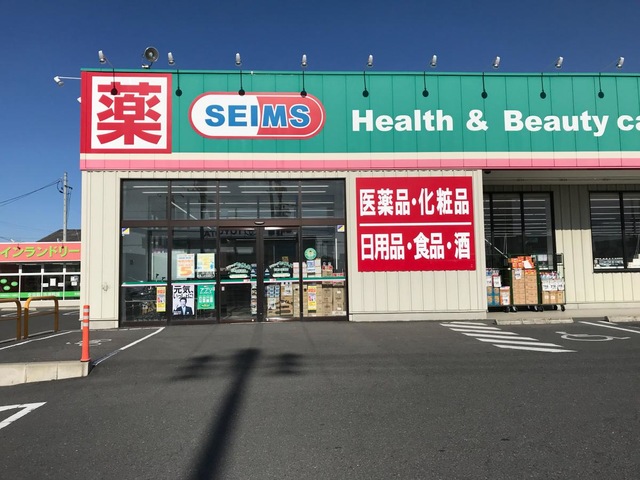 薬
SEIMS
Health & Beauty ca
医薬品・化粧品
日用品・食品・酒
インランドリー
元気